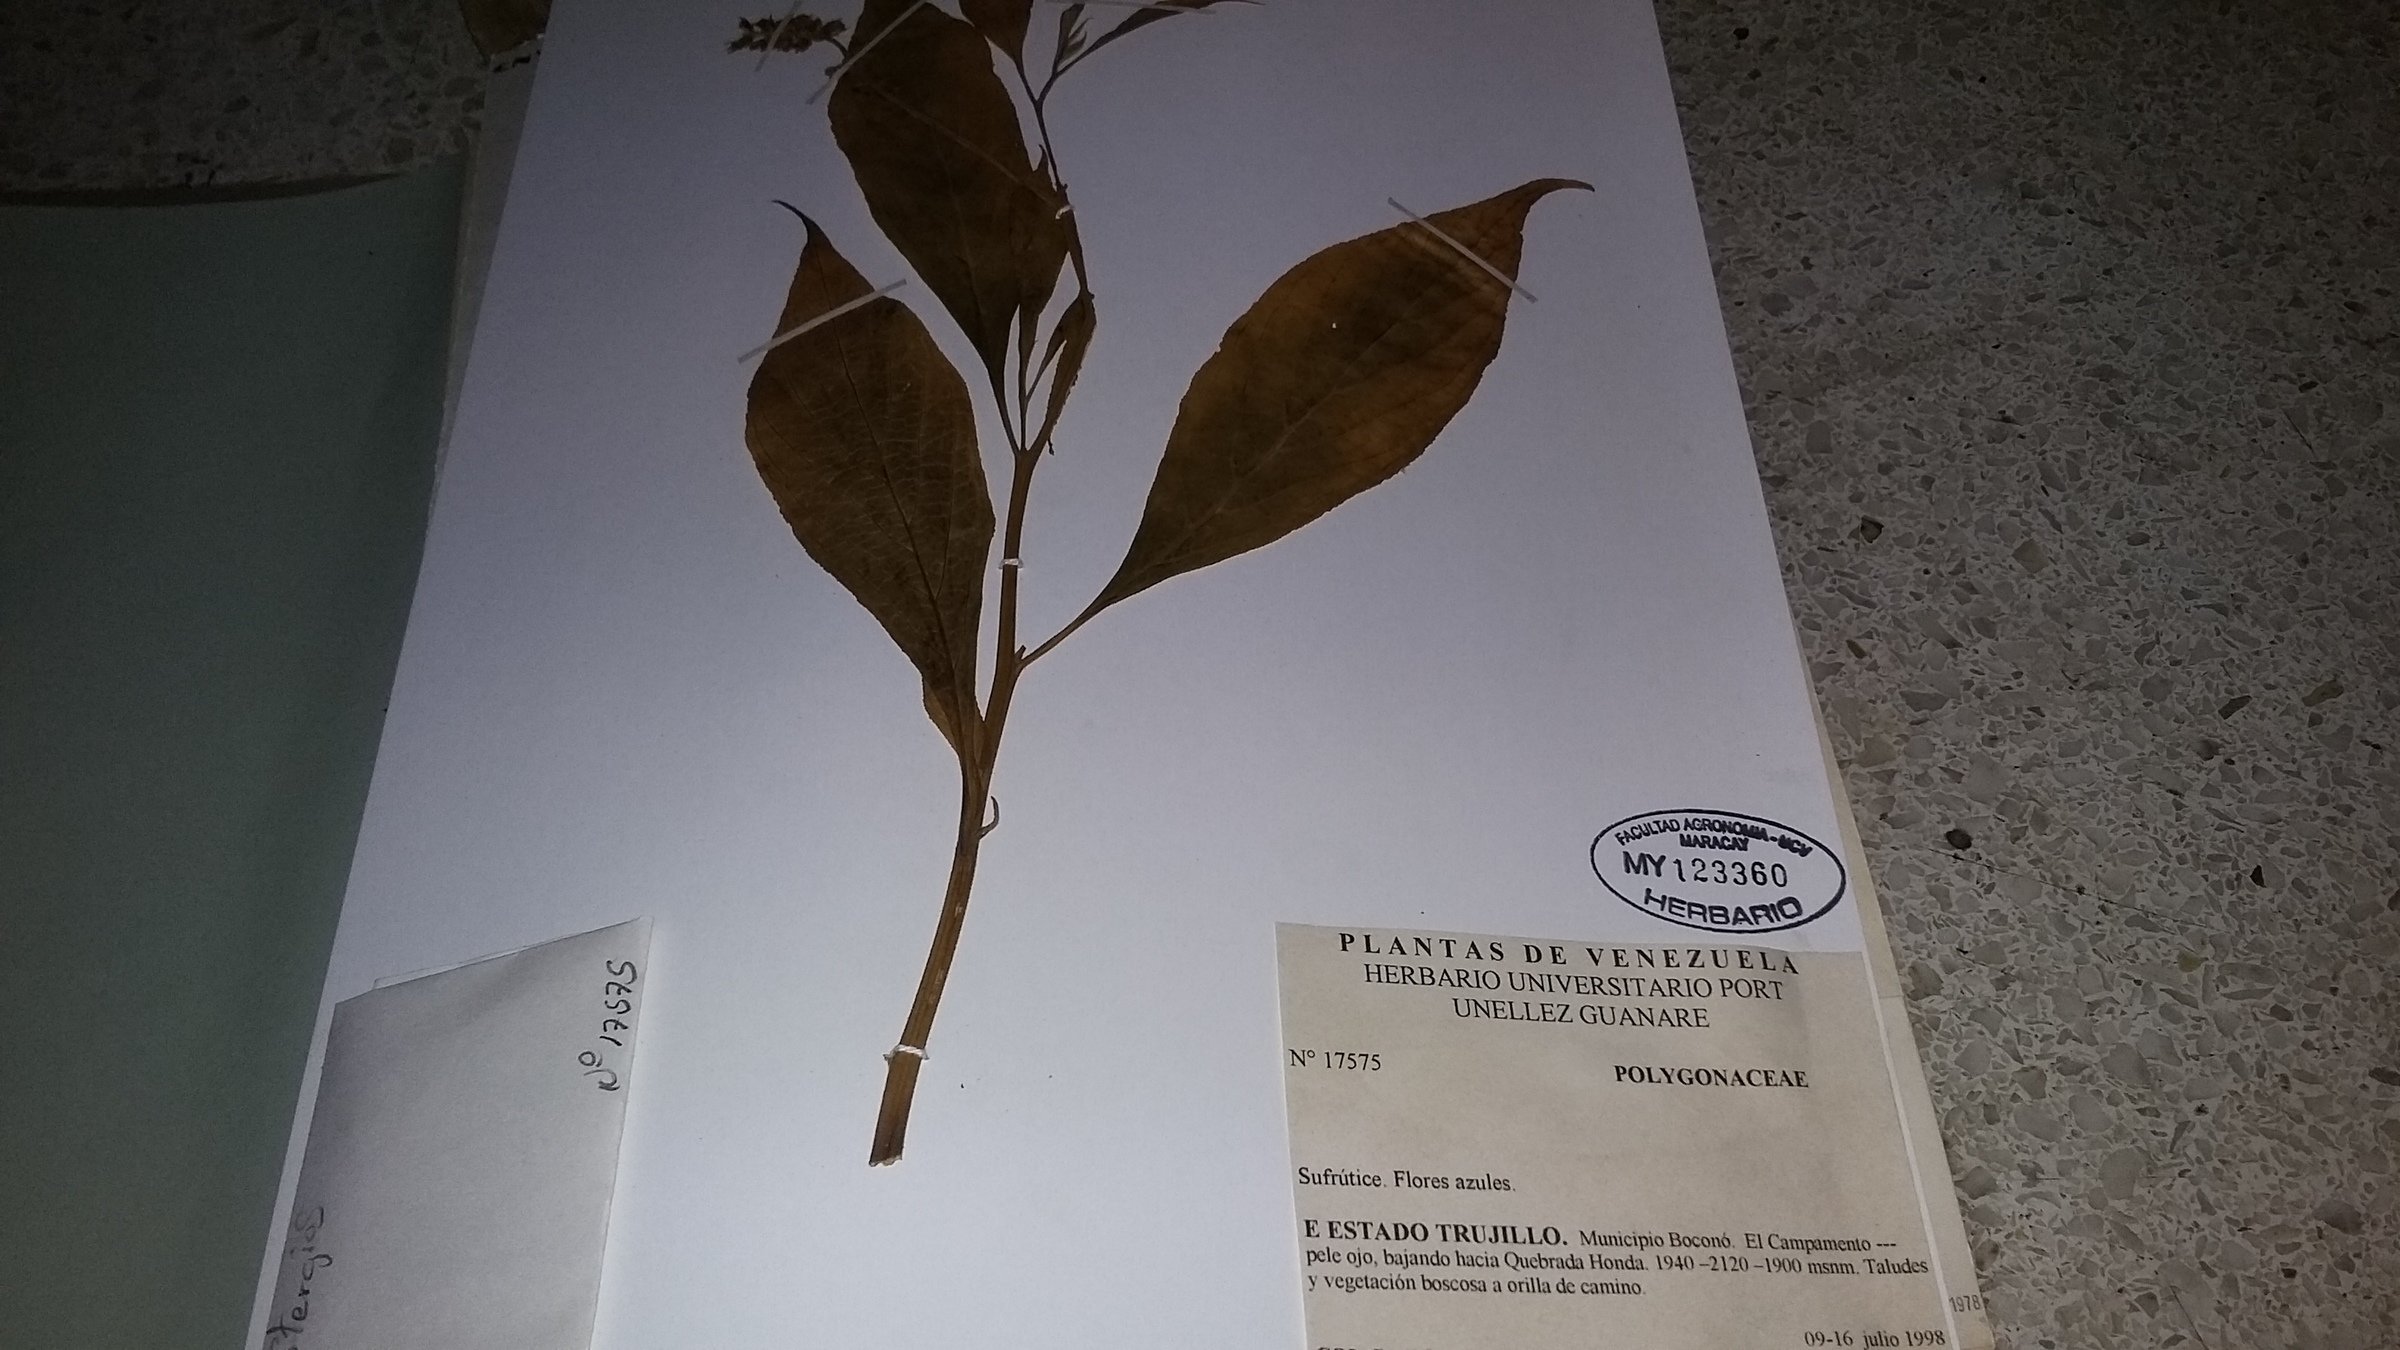 FACULTAD AGRONOMIA - UCV
MARACAY
MY 123360
HERBARIO
PLANTAS DE VENEZUELA
HERBARIO UNIVERSITARIO PORT
UNELLEZ GUANARE
N° 17575
POLYGONACEAE
Sufrútice. Flores azules.
E ESTADO TRUJILLO. Municipio Boconó. El Campamento ---
pele ojo, bajando hacia Quebrada Honda. 1940 –2120 –1900 msnm. Taludes
y vegetación boscosa a orilla de camino.
1978
09-16 julio 1998
Nº 17575
Stergios